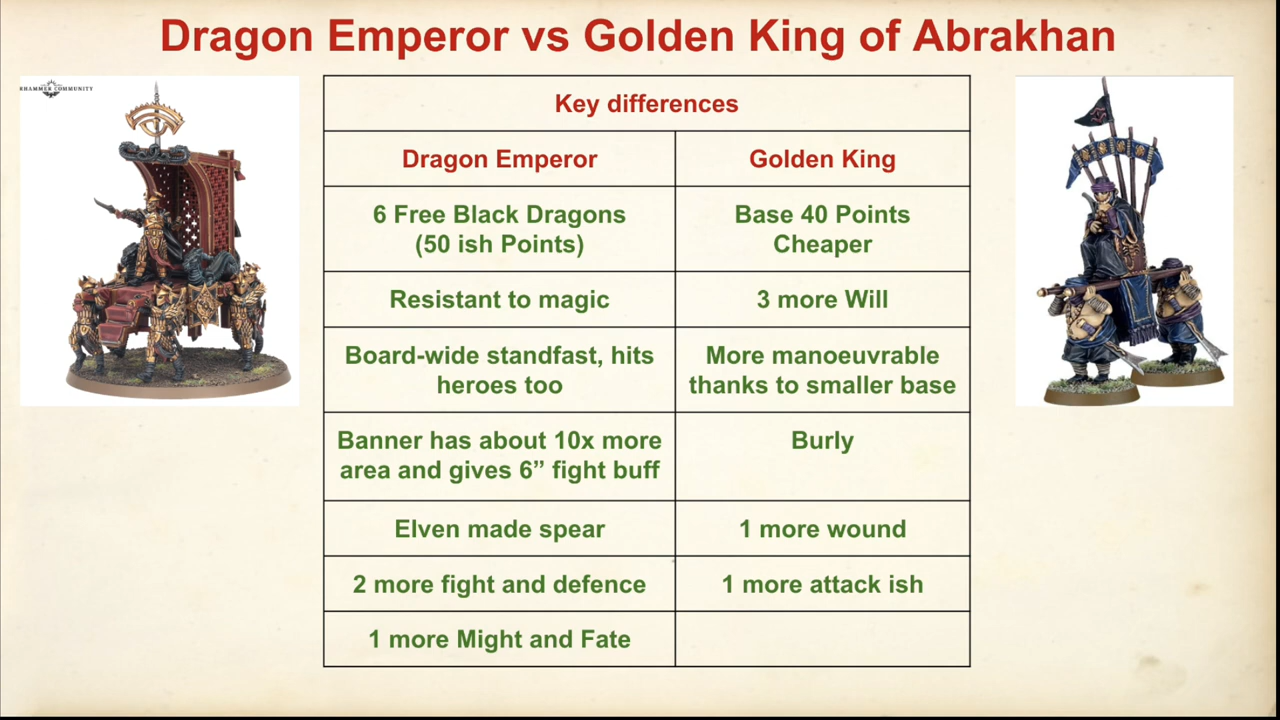 Dragon Emperor vs Golden King of Abrakhan
RHAMMER COMMUNITY
Key differences
Dragon Emperor
Golden King
6 Free Black Dragons
(50 ish Points)
Base 40 Points
Cheaper
Resistant to magic
3 more Will
Board-wide standfast, hits
heroes too
More manoeuvrable
thanks to smaller base
Banner has about 10x more
area and gives 6” fight buff
Burly
Elven made spear
1 more wound
2 more fight and defence
1 more attack ish
1 more Might and Fate